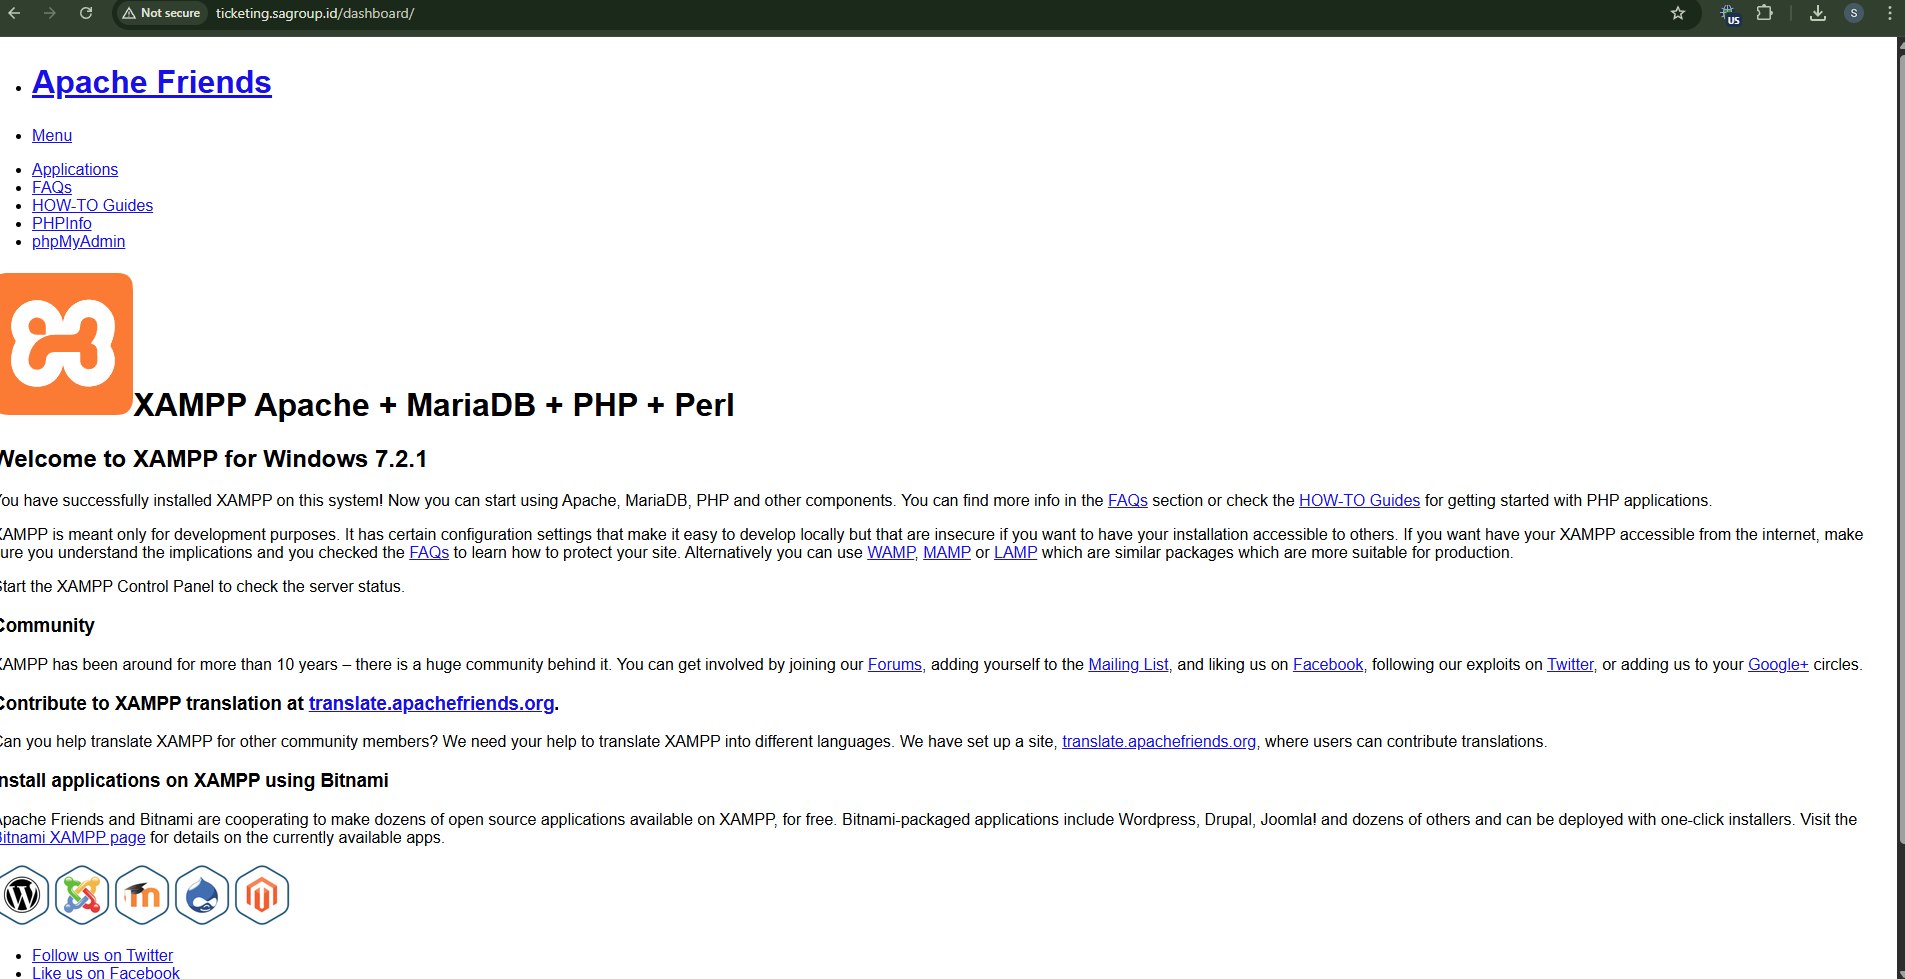 Not secure ticketing.sagroup.id/dashboard/
US
S
Apache Friends
Menu
Applications
FAQs
HOW-TO Guides
PHPInfo
phpMyAdmin
XAMPP Apache + MariaDB + PHP + Perl
Welcome to XAMPP for Windows 7.2.1
You have successfully installed XAMPP on this system! Now you can start using Apache, MariaDB, PHP and other components. You can find more info in the FAQs section or check the HOW-TO Guides for getting started with PHP applications.
XAMPP is meant only for development purposes. It has certain configuration settings that make it easy to develop locally but that are insecure if you want to have your installation accessible to others. If you want have your XAMPP accessible from the internet, make
sure you understand the implications and you checked the FAQs to learn how to protect your site. Alternatively you can use WAMP, MAMP or LAMP which are similar packages which are more suitable for production.
Start the XAMPP Control Panel to check the server status.
Community
XAMPP has been around for more than 10 years – there is a huge community behind it. You can get involved by joining our Forums, adding yourself to the Mailing List, and liking us on Facebook, following our exploits on Twitter, or adding us to your Google+ circles.
Contribute to XAMPP translation at translate.apachefriends.org.
Can you help translate XAMPP for other community members? We need your help to translate XAMPP into different languages. We have set up a site, translate.apachefriends.org, where users can contribute translations.
Install applications on XAMPP using Bitnami
Apache Friends and Bitnami are cooperating to make dozens of open source applications available on XAMPP, for free. Bitnami-packaged applications include Wordpress, Drupal, Joomla! and dozens of others and can be deployed with one-click installers. Visit the
Bitnami XAMPP page for details on the currently available apps.
Follow us on Twitter
Like us on Facebook